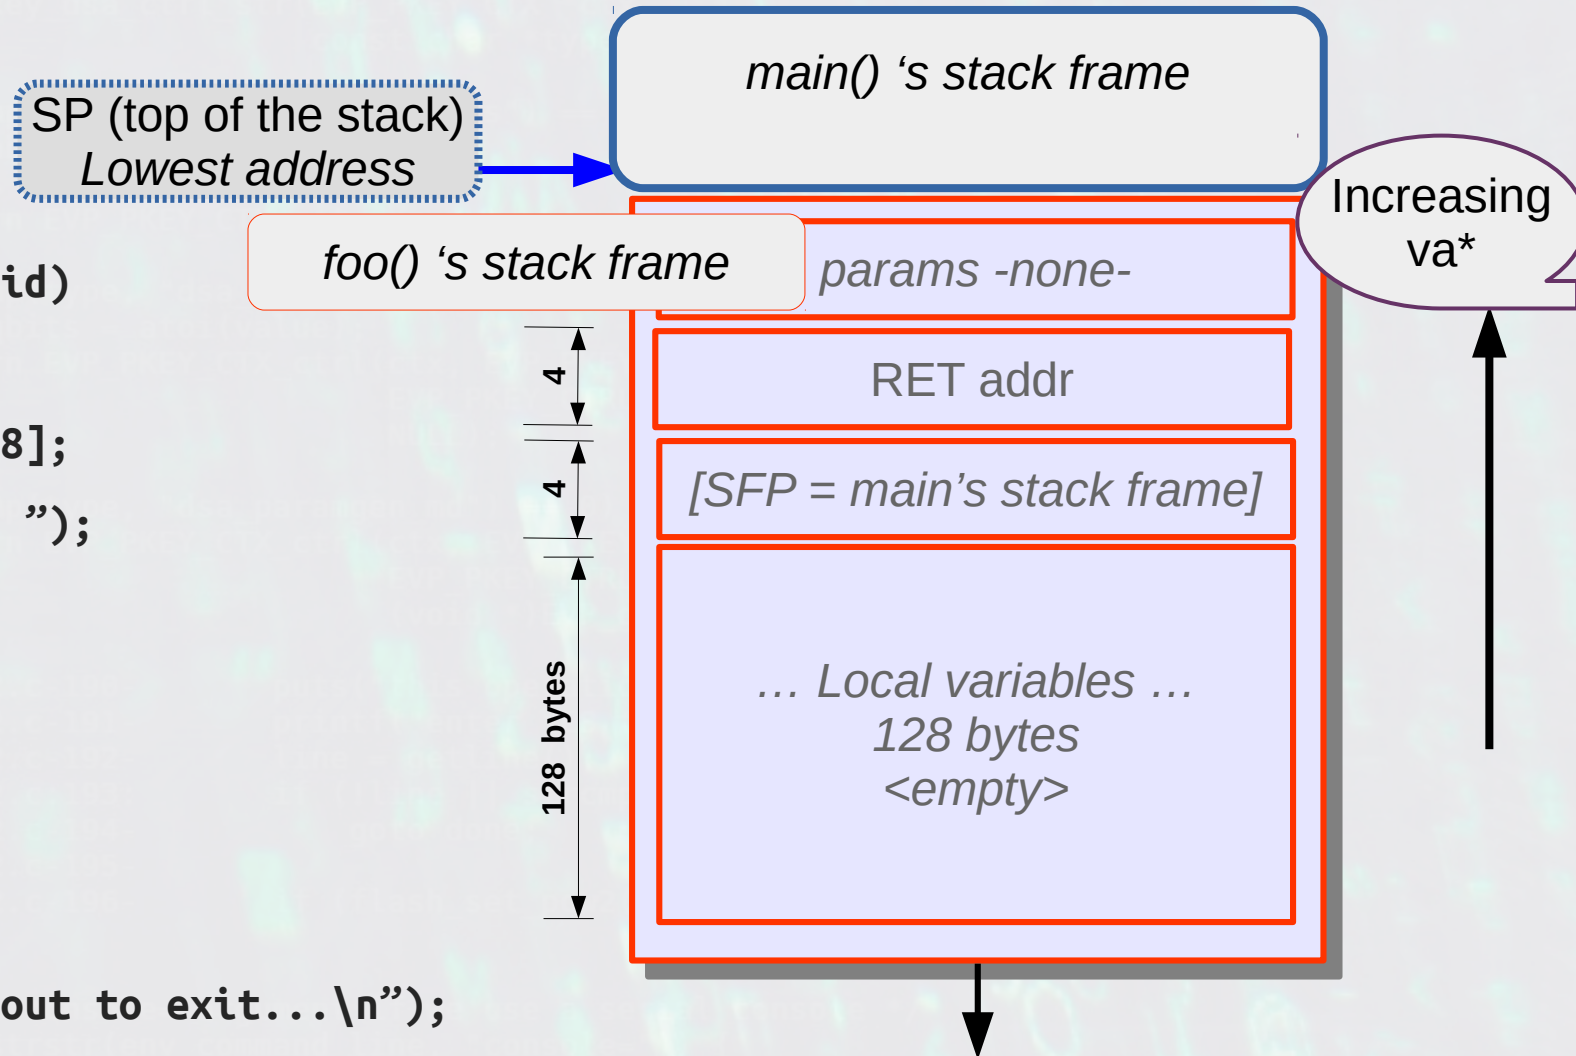 main() ‘s stack frame
SP (top of the stack)
Lowest address
Increasing
va*
foo() ‘s stack frame
params -none-
id)
4
RET addr
8];
4
[SFP = main’s stack frame]
”);
128 bytes
… Local variables …
128 bytes
<empty>
out to exit...\n”);